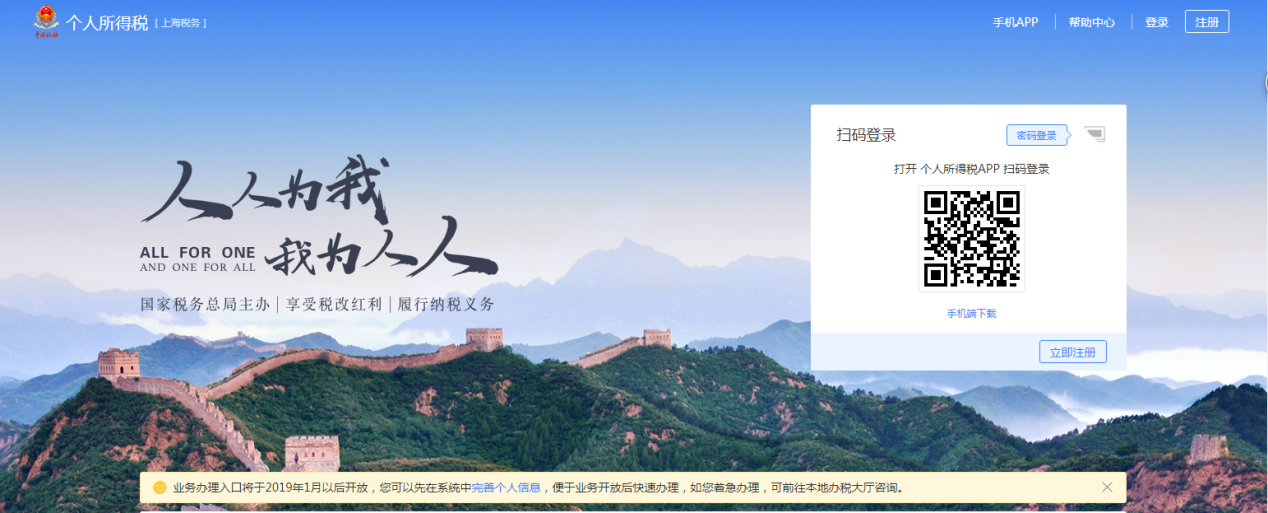 个人所得税 [ 上海税务 ]
手机APP
帮助中心
登录
注册
人人为我
ALL FOR ONE
AND ONE FOR ALL
我为人人
国家税务总局主办 | 享受税改红利 | 履行纳税义务
扫码登录
密码登录
打开 个人所得税APP 扫码登录
手机端下载
立即注册
业务办理入口将于2019年1月以后开放，您可以先在系统中完善个人信息，便于业务开放后快速办理，如您着急办理，可前往本地办税大厅咨询。